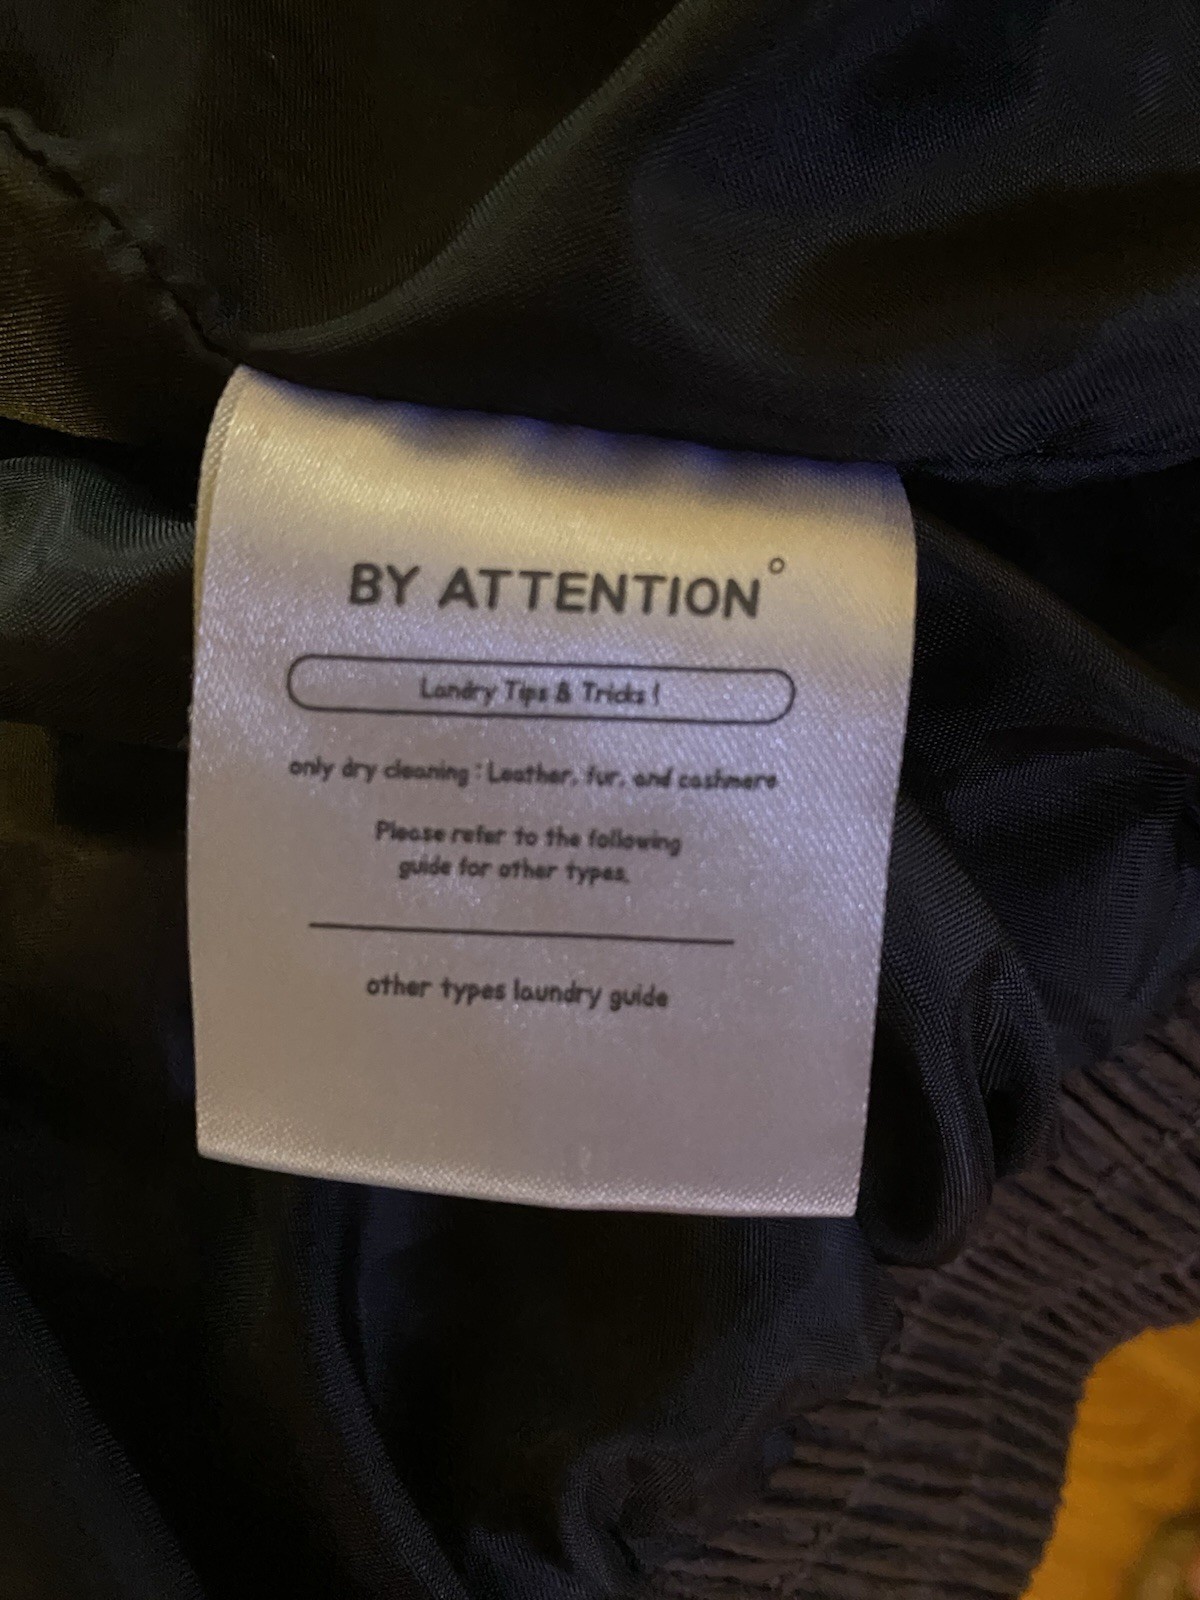 BY ATTENTION°
Landry Tips & Tricks !
only dry cleaning : Leather, fur, and cashmere
Please refer to the following
guide for other types.
other types laundry guide